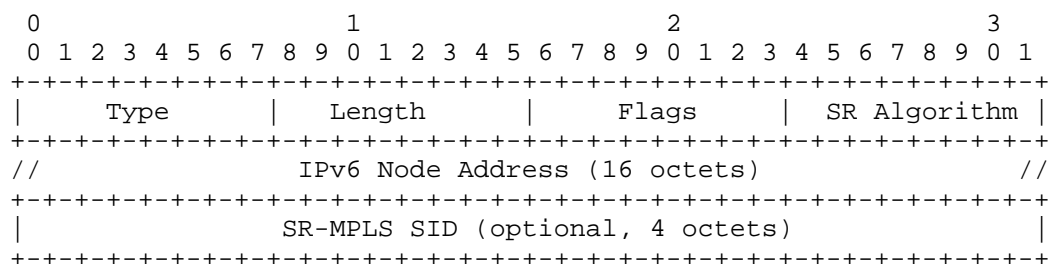 0                   1                   2                   3
 0 1 2 3 4 5 6 7 8 9 0 1 2 3 4 5 6 7 8 9 0 1 2 3 4 5 6 7 8 9 0 1
+-+-+-+-+-+-+-+-+-+-+-+-+-+-+-+-+-+-+-+-+-+-+-+-+-+-+-+-+-+-+-+-+
|     Type      |   Length      |     Flags     |  SR Algorithm |
+-+-+-+-+-+-+-+-+-+-+-+-+-+-+-+-+-+-+-+-+-+-+-+-+-+-+-+-+-+-+-+-+
//                IPv6 Node Address (16 octets)                //
+-+-+-+-+-+-+-+-+-+-+-+-+-+-+-+-+-+-+-+-+-+-+-+-+-+-+-+-+-+-+-+-+
|                SR-MPLS SID (optional, 4 octets)               |
+-+-+-+-+-+-+-+-+-+-+-+-+-+-+-+-+-+-+-+-+-+-+-+-+-+-+-+-+-+-+-+-+